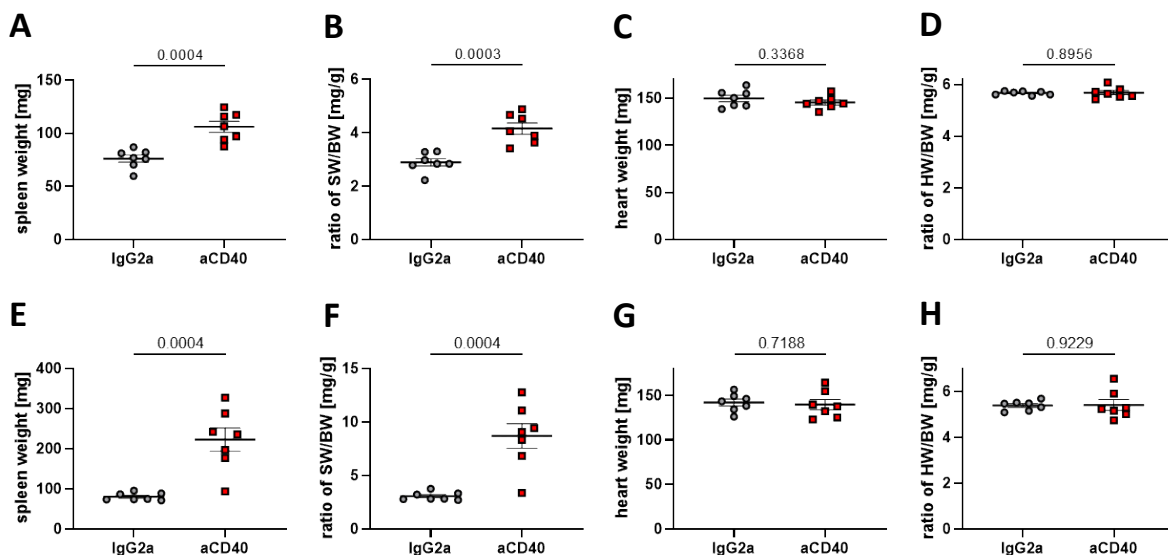 A
0.0004
spleen weight [mg]
150
100
50
0
IgG2a
aCD40
B
0.0003
ratio of SW/BW [mg/g]
6
4
2
0
IgG2a
aCD40
C
0.3368
heart weight [mg]
150
100
50
0
IgG2a
aCD40
D
0.8956
ratio of HW/BW [mg/g]
6
4
2
0
IgG2a
aCD40
E
0.0004
spleen weight [mg]
400
300
200
100
0
IgG2a
aCD40
F
0.0004
ratio of SW/BW [mg/g]
15
10
5
0
IgG2a
aCD40
G
0.7188
heart weight [mg]
150
100
50
0
IgG2a
aCD40
H
0.9229
ratio of HW/BW [mg/g]
6
4
2
0
IgG2a
aCD40